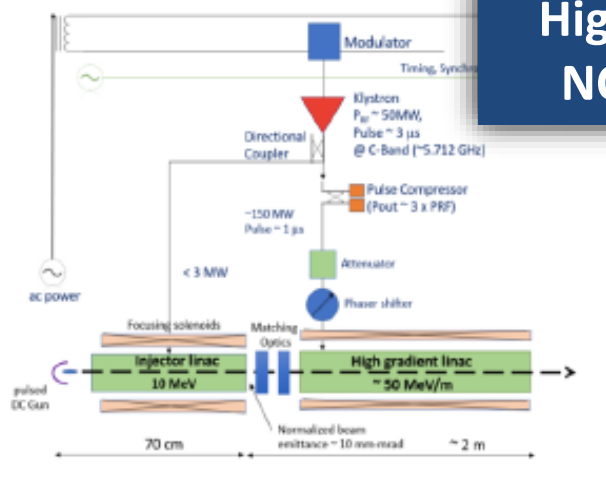 Hig
NC
Modulator
Timing, Synchro
Klystron
P_RF ~ 50MW,
Pulse ~ 3 μs
@ C-Band (~5.712 GHz)
Directional
Coupler
Pulse Compressor
(Pout ~ 3 x PRF)
~150 MW
Pulse ~ 1 μs
Attenuator
< 3 MW
Phaser shifter
ac power
Focusing solenoids
Matching
Optics
Injector linac
10 MeV
High gradient linac
~ 50 MeV/m
pulsed
DC Gun
Normalized beam
emittance ~ 10 mm-mrad
70 cm
~ 2 m